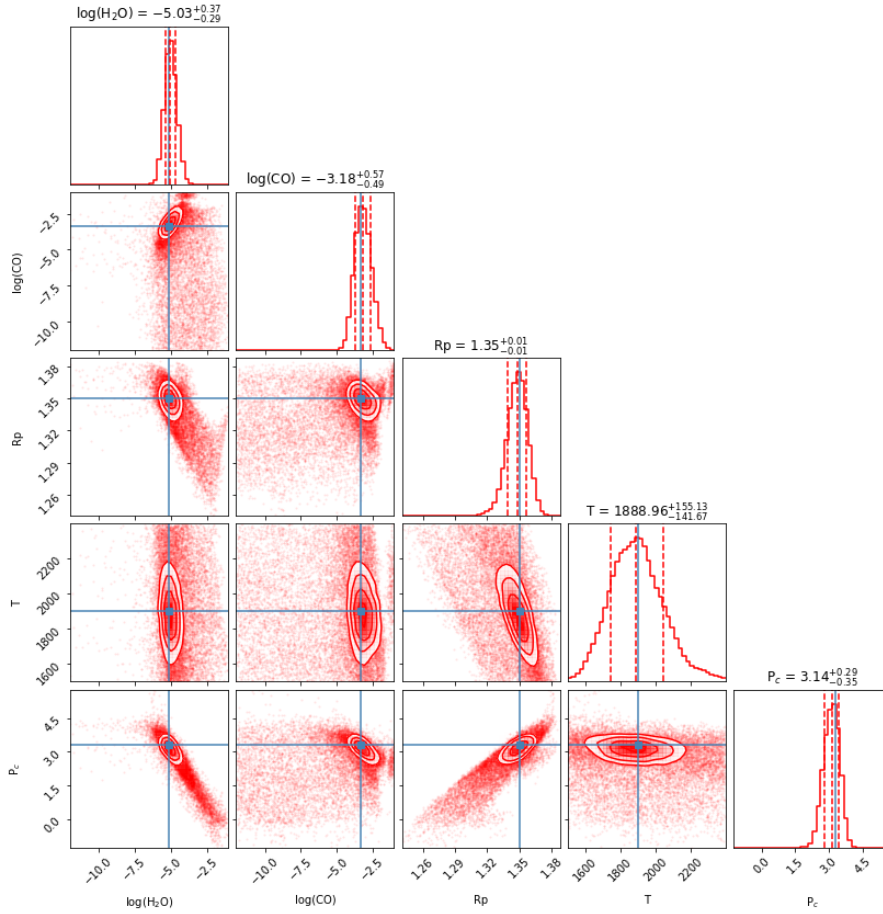 log(H₂O) = −5.03 +0.37 −0.29
log(CO) = −3.18 +0.57 −0.49
−2.5
−5.0
−7.5
−10.0
log(CO)
Rp = 1.35 +0.01 −0.01
1.38
1.35
1.32
1.29
1.26
Rp
T = 1888.96 +155.13 −141.67
2200
2000
1800
1600
T
P_c = 3.14 +0.29 −0.35
4.5
3.0
1.5
0.0
P_c
−10.0 −7.5 −5.0 −2.5
−10.0 −7.5 −5.0 −2.5
1.26 1.29 1.32 1.35 1.38
1600 1800 2000 2200
0.0 1.5 3.0 4.5
log(H₂O) log(CO) Rp T P_c